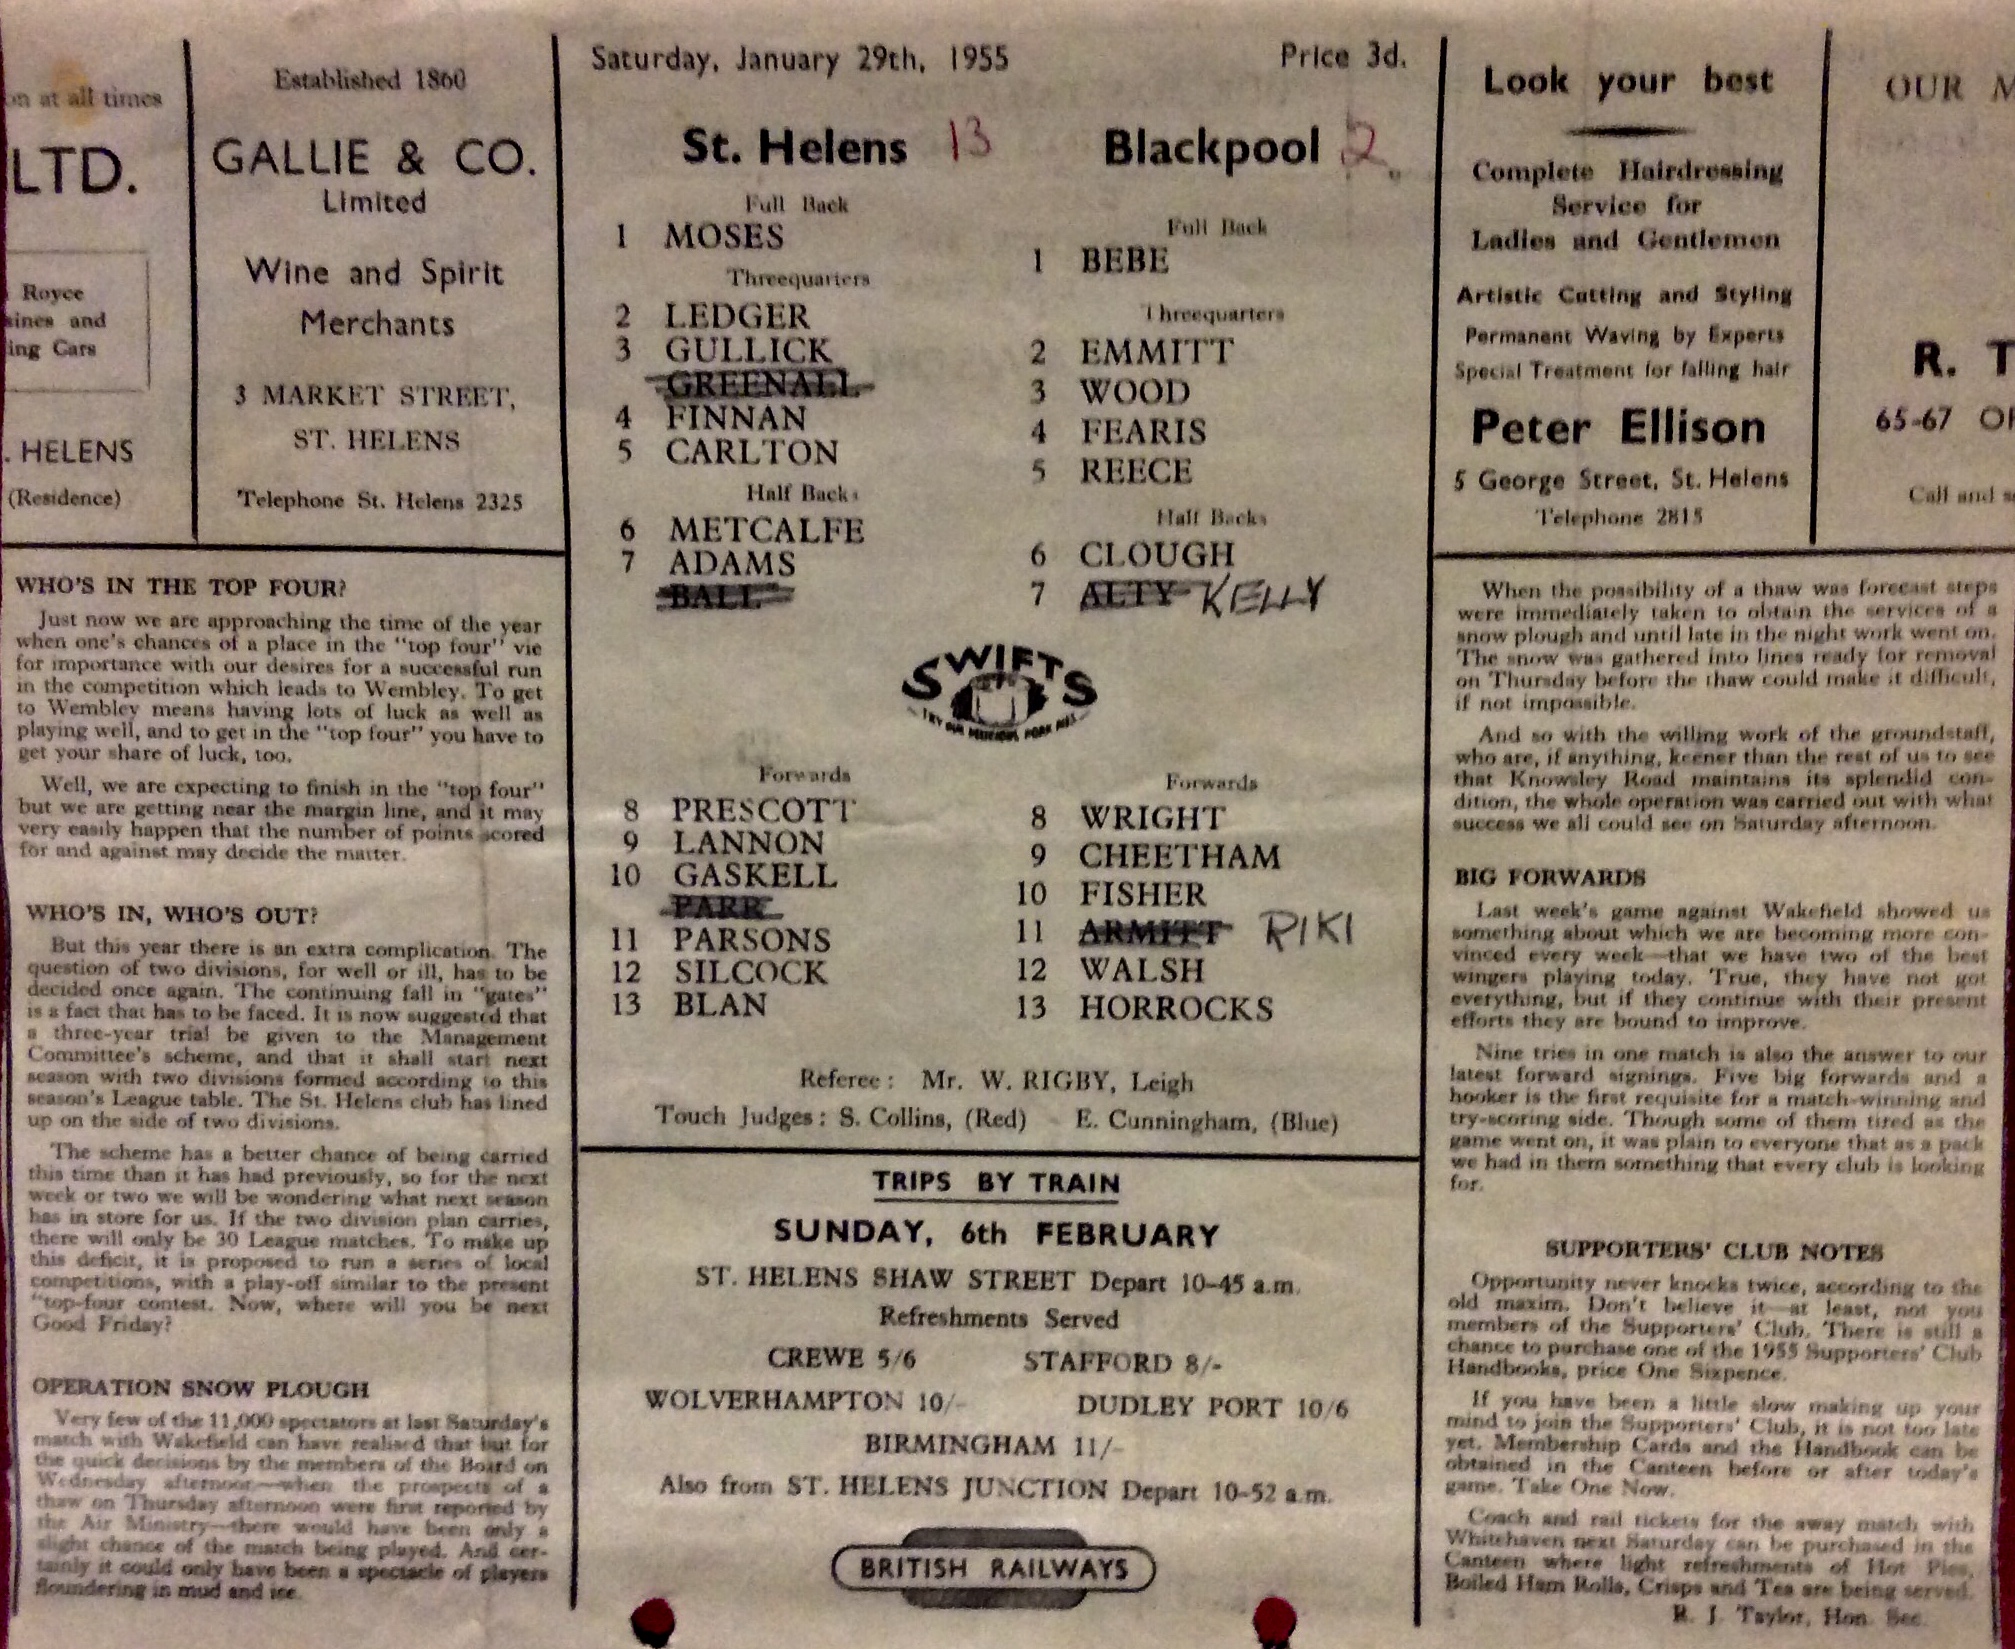 on at all times
LTD.
Royce
ines and
ing Cars
. HELENS
(Residence)
Established 1860
GALLIE & CO.
Limited
Wine and Spirit
Merchants
3 MARKET STREET,
ST. HELENS
Telephone St. Helens 2325
WHO'S IN THE TOP FOUR?
Just now we are approaching the time of the year
when one's chances of a place in the "top four" vie
for importance with our desires for a successful run
in the competition which leads to Wembley. To get
to Wembley means having lots of luck as well as
playing well, and to get in the "top four" you have to
get your share of luck, too.
Well, we are expecting to finish in the "top four"
but we are getting near the margin line, and it may
very easily happen that the number of points scored
for and against may decide the matter.
WHO'S IN, WHO'S OUT?
But this year there is an extra complication. The
question of two divisions, for well or ill, has to be
decided once again. The continuing fall in "gates"
is a fact that has to be faced. It is now suggested that
a three-year trial be given to the Management
Committee's scheme, and that it shall start next
season with two divisions formed according to this
season's League table. The St. Helens club has lined
up on the side of two divisions.
The scheme has a better chance of being carried
this time than it has had previously, so for the next
week or two we will be wondering what next season
has in store for us. If the two division plan carries,
there will only be 30 League matches. To make up
this deficit, it is proposed to run a series of local
competitions, with a play-off similar to the present
"top-four contest. Now, where will you be next
Good Friday?
OPERATION SNOW PLOUGH
Very few of the 11,000 spectators at last Saturday's
match with Wakefield can have realised that but for
the quick decisions by the members of the Board on
Wednesday afternoon—when the prospects of a
thaw on Thursday afternoon were first reported by
the Air Ministry—there would have been only a
slight chance of the match being played. And cer-
tainly it could only have been a spectacle of players
floundering in mud and ice.
Saturday, January 29th, 1955 Price 3d.
St. Helens 13
Full Back
1 MOSES
Threequarters
2 LEDGER
3 GULLICK
GREENALL
4 FINNAN
5 CARLTON
Half Backs
6 METCALFE
7 ADAMS
BALL
Blackpool 2
Full Back
1 BEBE
Threequarters
2 EMMITT
3 WOOD
4 FEARIS
5 REECE
Half Backs
6 CLOUGH
7 ALTY KELLY
SWIFTS
TRY OUR DELICIOUS PORK PIES
Forwards
8 PRESCOTT
9 LANNON
10 GASKELL
PARR
11 PARSONS
12 SILCOCK
13 BLAN
Forwards
8 WRIGHT
9 CHEETHAM
10 FISHER
11 ARMITT RIKI
12 WALSH
13 HORROCKS
Referee: Mr. W. RIGBY, Leigh
Touch Judges: S. Collins, (Red) E. Cunningham, (Blue)
TRIPS BY TRAIN
SUNDAY, 6th FEBRUARY
ST. HELENS SHAW STREET Depart 10-45 a.m.
Refreshments Served
CREWE 5/6 STAFFORD 8/-
WOLVERHAMPTON 10/- DUDLEY PORT 10/6
BIRMINGHAM 11/-
Also from ST. HELENS JUNCTION Depart 10-52 a.m.
BRITISH RAILWAYS
Look your best
Complete Hairdressing
Service for
Ladies and Gentlemen
Artistic Cutting and Styling
Permanent Waving by Experts
Special Treatment for falling hair
Peter Ellison
5 George Street, St. Helens
Telephone 2815
OUR M
R. T
65-67 O
Call and s
When the possibility of a thaw was forecast steps
were immediately taken to obtain the services of a
snow plough and until late in the night work went on.
The snow was gathered into lines ready for removal
on Thursday before the thaw could make it difficult,
if not impossible.
And so with the willing work of the groundstaff,
who are, if anything, keener than the rest of us to see
that Knowsley Road maintains its splendid con-
dition, the whole operation was carried out with what
success we all could see on Saturday afternoon.
BIG FORWARDS
Last week's game against Wakefield showed us
something about which we are becoming more con-
vinced every week—that we have two of the best
wingers playing today. True, they have not got
everything, but if they continue with their present
efforts they are bound to improve.
Nine tries in one match is also the answer to our
latest forward signings. Five big forwards and a
hooker is the first requisite for a match-winning and
try-scoring side. Though some of them tired as the
game went on, it was plain to everyone that as a pack
we had in them something that every club is looking
for.
SUPPORTERS' CLUB NOTES
Opportunity never knocks twice, according to the
old maxim. Don't believe it—at least, not you
members of the Supporters' Club. There is still a
chance to purchase one of the 1955 Supporters' Club
Handbooks, price One Sixpence.
If you have been a little slow making up your
mind to join the Supporters' Club, it is not too late
yet. Membership Cards and the Handbook can be
obtained in the Canteen before or after today's
game. Take One Now.
Coach and rail tickets for the away match with
Whitehaven next Saturday can be purchased in the
Canteen where light refreshments of Hot Pies,
Boiled Ham Rolls, Crisps and Tea are being served.
R. J. Taylor, Hon. Sec.